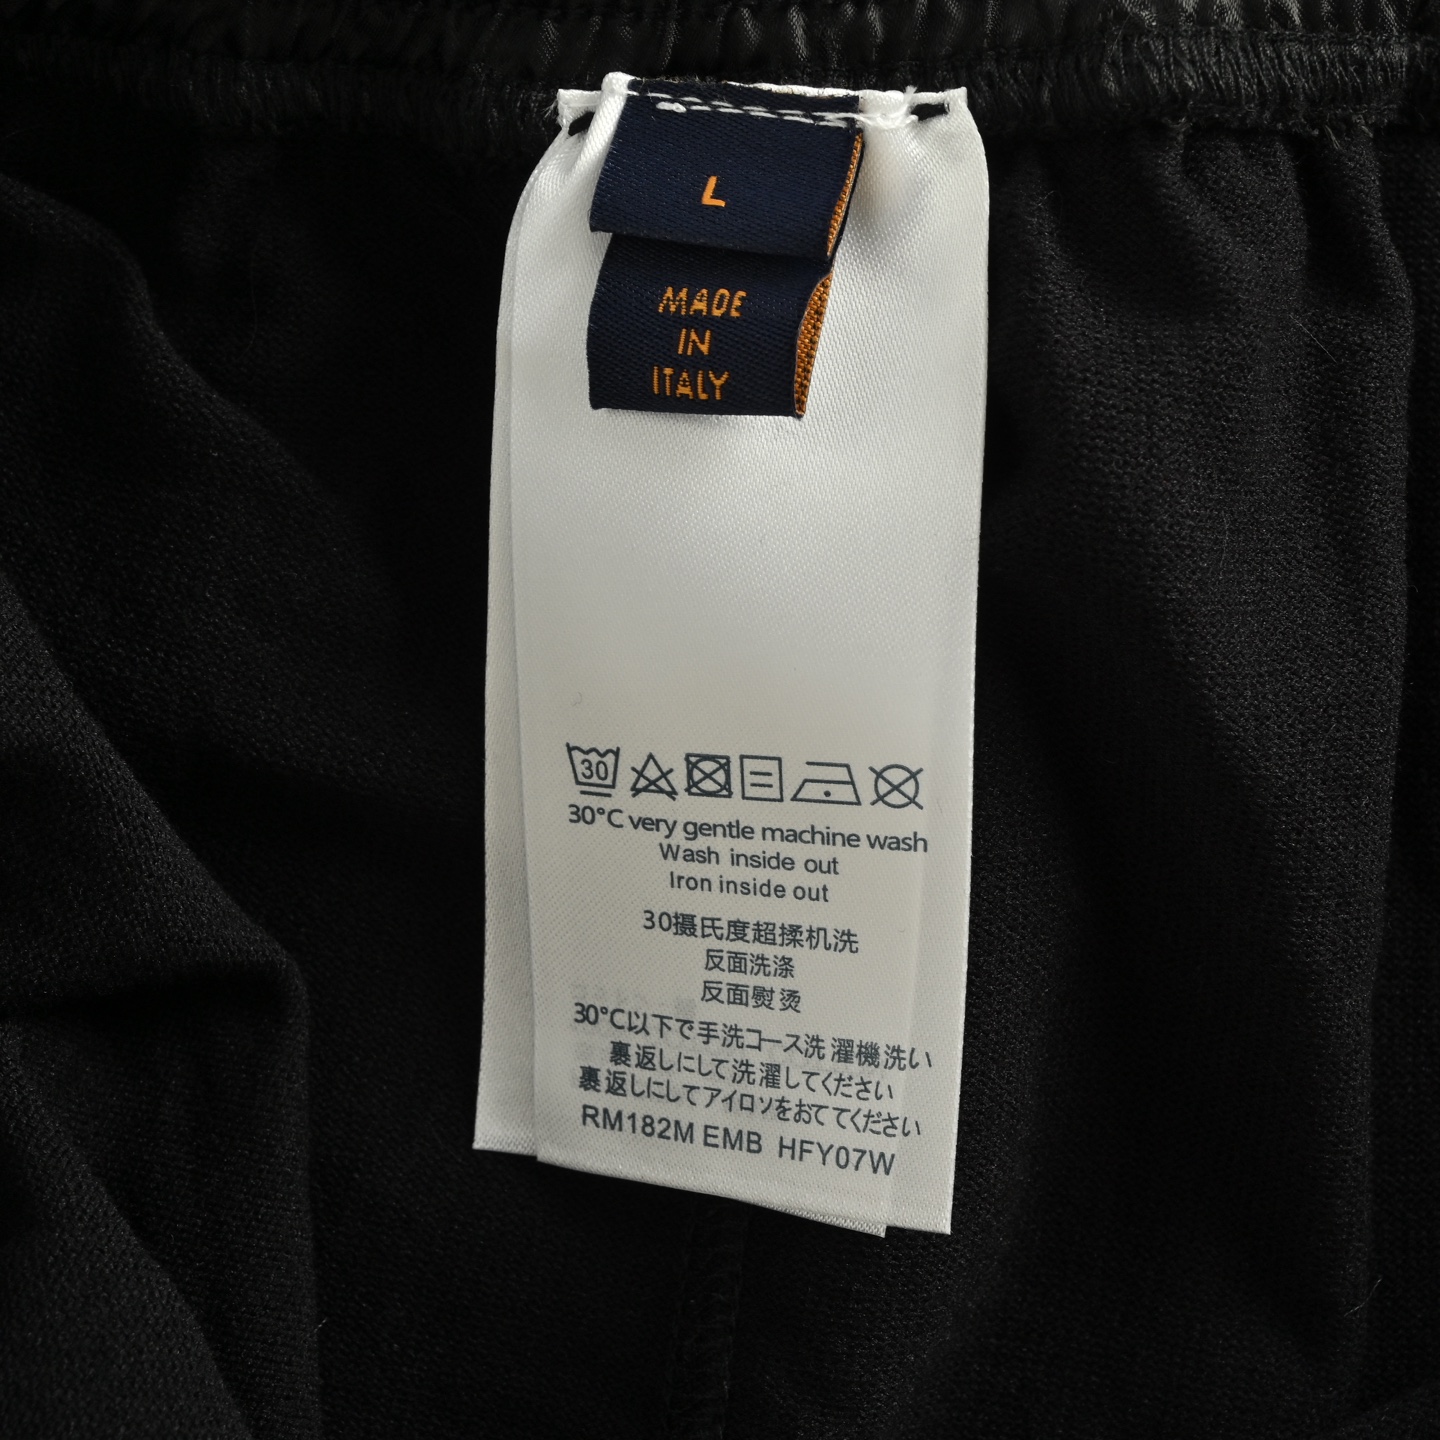 L
MADE
IN
ITALY
30
30°C very gentle machine wash
Wash inside out
Iron inside out
30摄氏度超揉机洗
反面洗涤
反面熨烫
30°C以下で手洗コース洗濯機洗い
裹返しにして洗濯してください
裹返しにしてアイロソをおててください
RM182M EMB HFY07W